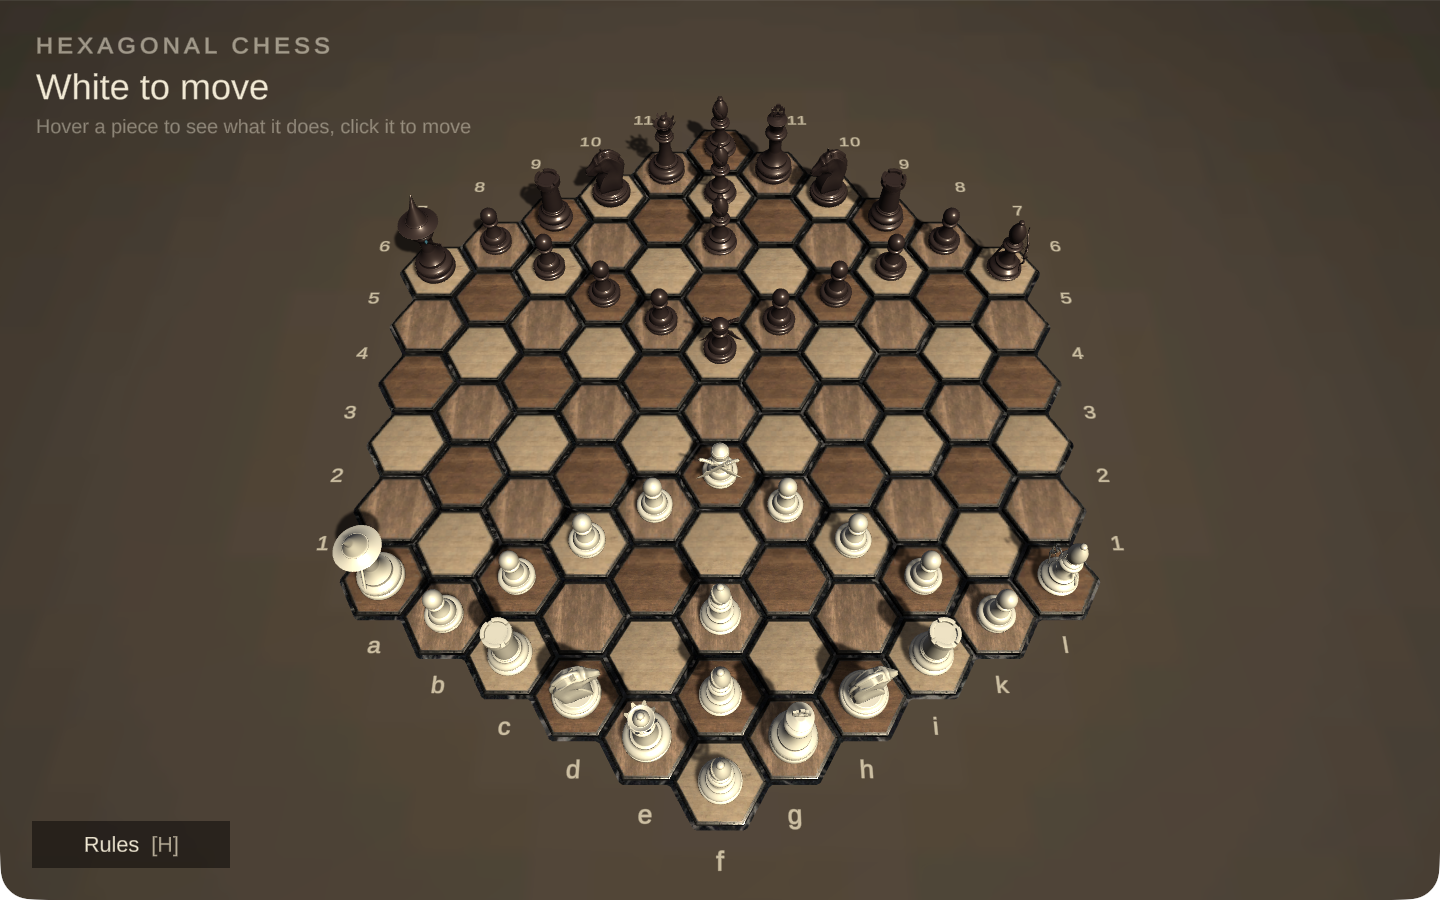 HEXAGONAL CHESS
White to move
Hover a piece to see what it does, click it to move
11 11
10 10
9 9
8 8
7
6 6
5 5
4 4
3 3
2 2
1 1
a l
b k
c i
d h
e g
f
Rules [H]